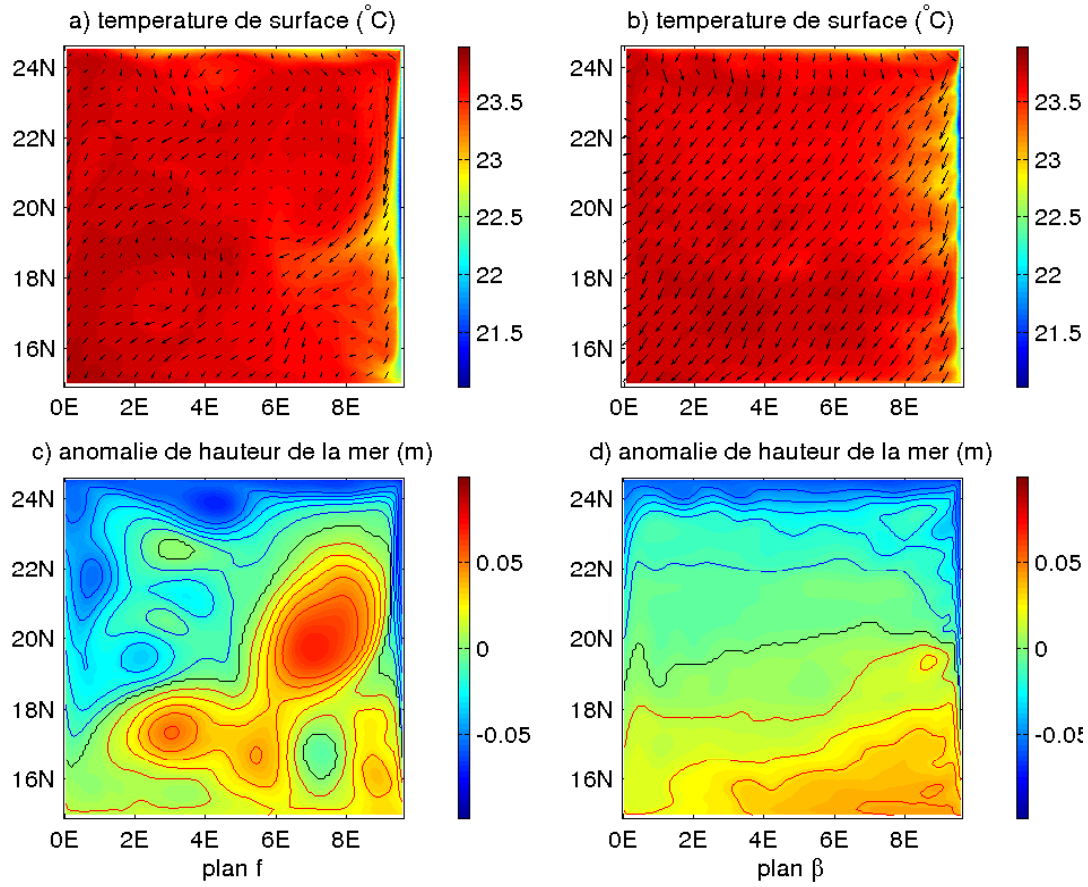 a) temperature de surface (°C)
24N
22N
20N
18N
16N
0E 2E 4E 6E 8E
23.5
23
22.5
22
21.5
b) temperature de surface (°C)
24N
22N
20N
18N
16N
0E 2E 4E 6E 8E
23.5
23
22.5
22
21.5
c) anomalie de hauteur de la mer (m)
24N
22N
20N
18N
16N
0E 2E 4E 6E 8E
plan f
0.05
0
-0.05
d) anomalie de hauteur de la mer (m)
24N
22N
20N
18N
16N
0E 2E 4E 6E 8E
plan β
0.05
0
-0.05